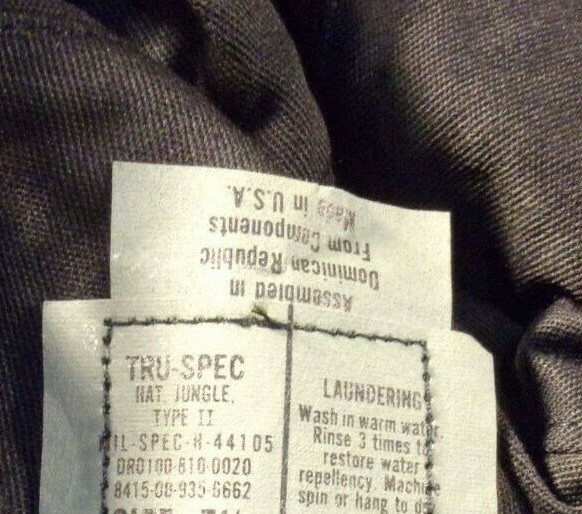 Assembled in
Dominican Republic
From Components
Made in U.S.A.
TRU-SPEC
HAT, JUNGLE,
TYPE II
IL-SPEC-H-44105
DRO100-810-0020
8415-00-935-6662
LAUNDERING
Wash in warm water.
Rinse 3 times to
restore water
repellency. Machine
spin or hang to